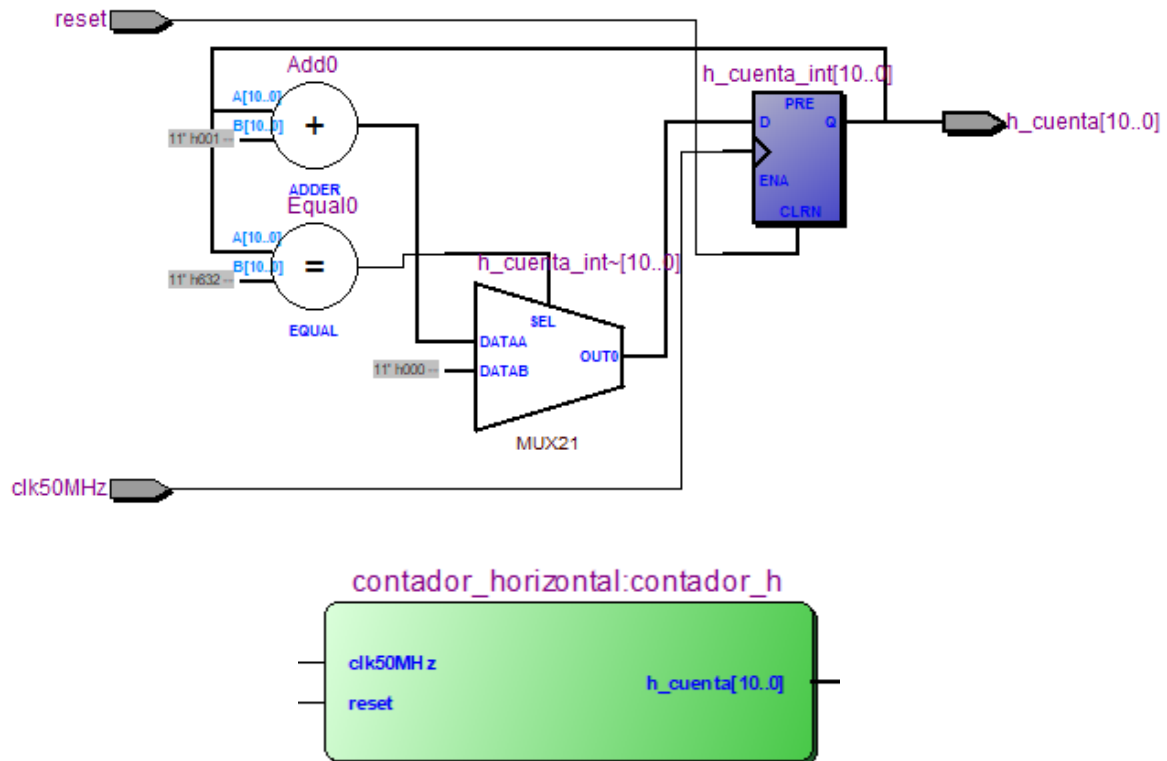 reset
Add0
h_cuenta_int[10..0]
A[10..0]
B[10..0]
11' h001 --
+
ADDER
PRE
D
Q
ENA
CLRN
h_cuenta[10..0]
Equal0
A[10..0]
B[10..0]
11' h632 --
=
EQUAL
h_cuenta_int~[10..0]
SEL
DATAA
DATAB
OUT0
11' h000 --
MUX21
clk50MHz
contador_horizontal:contador_h
clk50MHz
reset
h_cuenta[10..0]